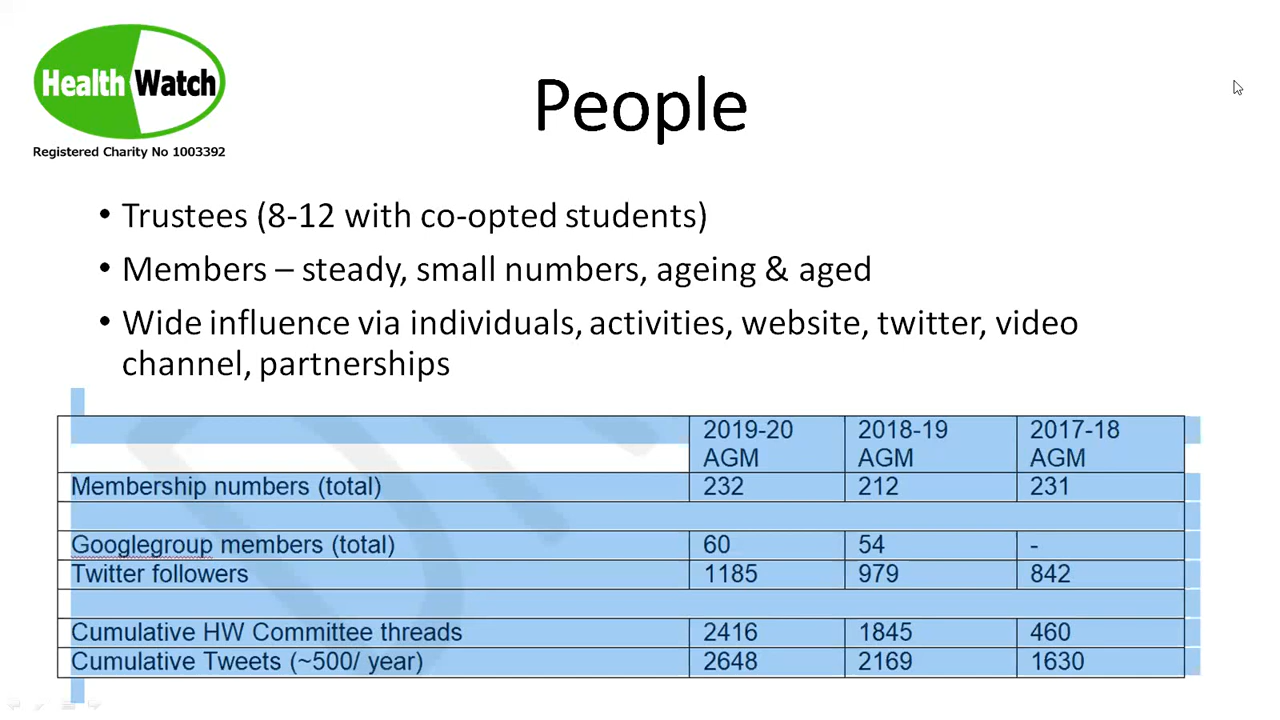 Health Watch
Registered Charity No 1003392
People
• Trustees (8-12 with co-opted students)
• Members – steady, small numbers, ageing & aged
• Wide influence via individuals, activities, website, twitter, video
channel, partnerships
2019-20 2018-19 2017-18
AGM AGM AGM
Membership numbers (total) 232 212 231
Googlegroup members (total) 60 54 -
Twitter followers 1185 979 842
Cumulative HW Committee threads 2416 1845 460
Cumulative Tweets (~500/ year) 2648 2169 1630